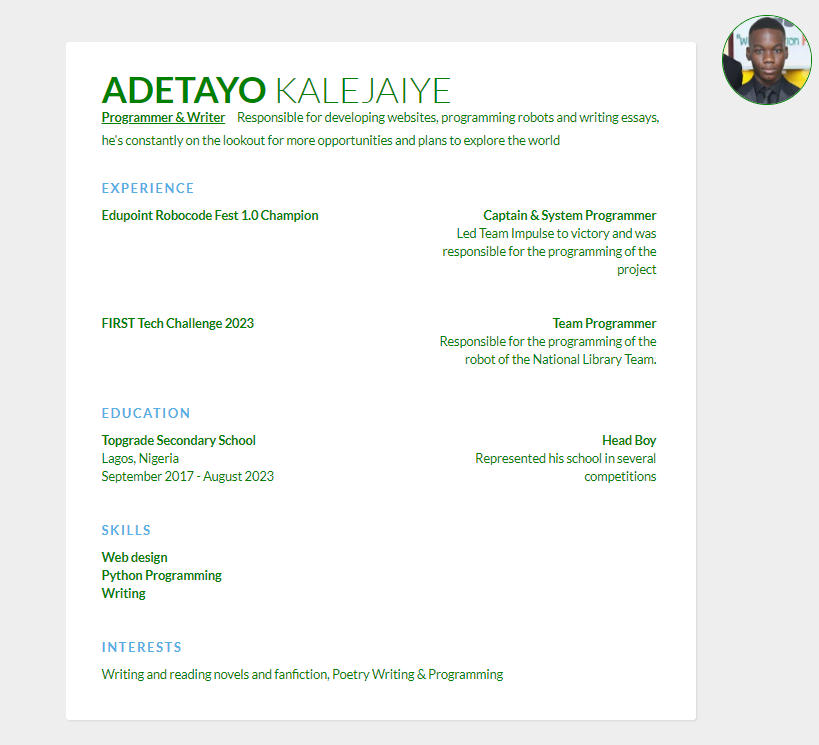 ADETAYO KALEJAIYE
Programmer & Writer Responsible for developing websites, programming robots and writing essays,
he's constantly on the lookout for more opportunities and plans to explore the world
EXPERIENCE
Edupoint Robocode Fest 1.0 Champion
Captain & System Programmer
Led Team Impulse to victory and was
responsible for the programming of the
project
FIRST Tech Challenge 2023
Team Programmer
Responsible for the programming of the
robot of the National Library Team.
EDUCATION
Topgrade Secondary School
Lagos, Nigeria
September 2017 - August 2023
Head Boy
Represented his school in several
competitions
SKILLS
Web design
Python Programming
Writing
INTERESTS
Writing and reading novels and fanfiction, Poetry Writing & Programming